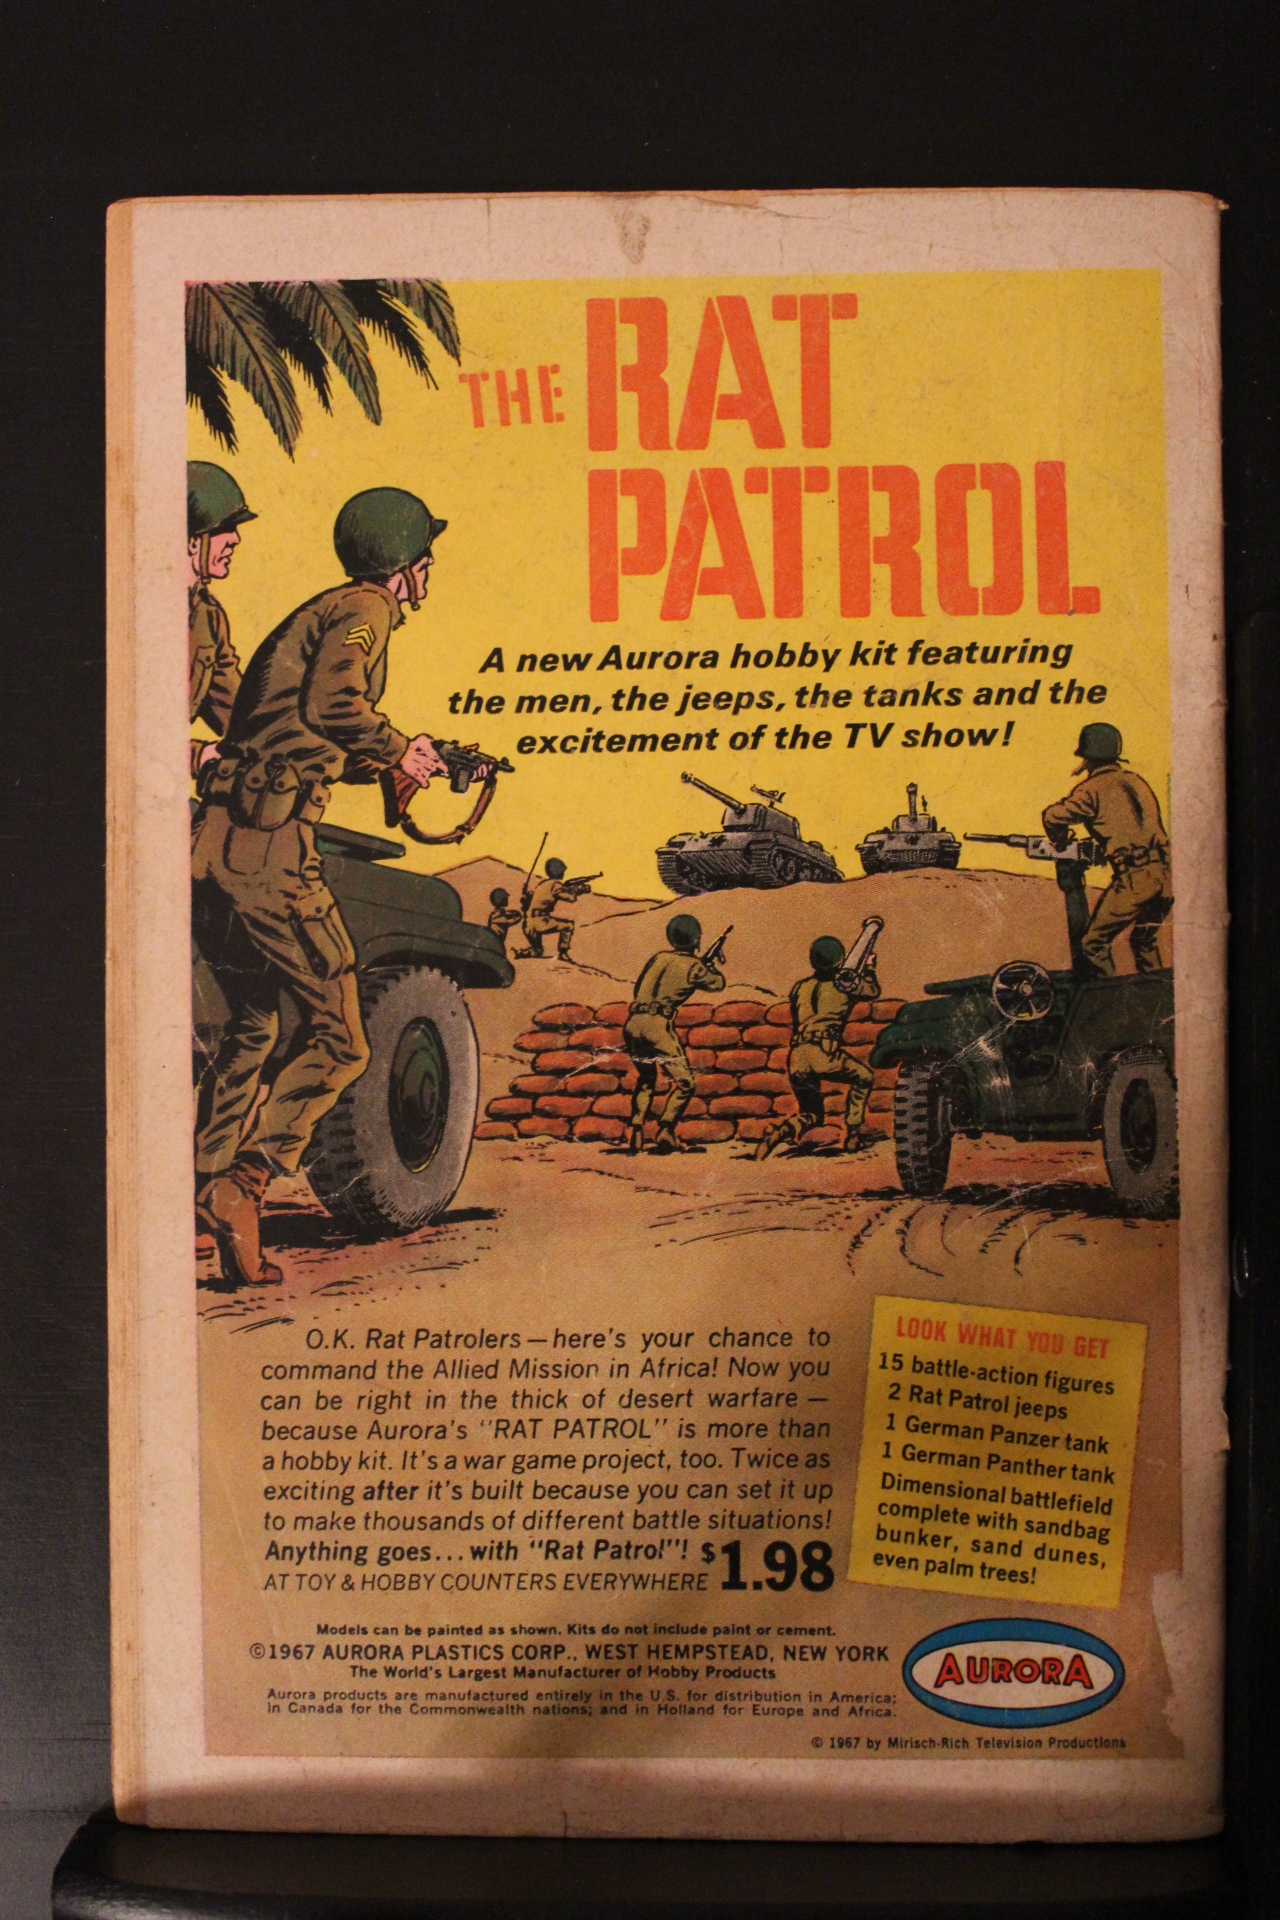 THE RAT
PATROL
A new Aurora hobby kit featuring
the men, the jeeps, the tanks and the
excitement of the TV show!
O.K. Rat Patrolers — here's your chance to
command the Allied Mission in Africa! Now you
can be right in the thick of desert warfare —
because Aurora's "RAT PATROL" is more than
a hobby kit. It's a war game project, too. Twice as
exciting after it's built because you can set it up
to make thousands of different battle situations!
Anything goes... with "Rat Patrol"! $1.98
AT TOY & HOBBY COUNTERS EVERYWHERE
LOOK WHAT YOU GET
15 battle-action figures
2 Rat Patrol jeeps
1 German Panzer tank
1 German Panther tank
Dimensional battlefield
complete with sandbag
bunker, sand dunes,
even palm trees!
Models can be painted as shown. Kits do not include paint or cement.
©1967 AURORA PLASTICS CORP., WEST HEMPSTEAD, NEW YORK
The World's Largest Manufacturer of Hobby Products
Aurora products are manufactured entirely in the U.S. for distribution in America;
in Canada for the Commonwealth nations; and in Holland for Europe and Africa.
AURORA
© 1967 by Mirisch-Rich Television Productions